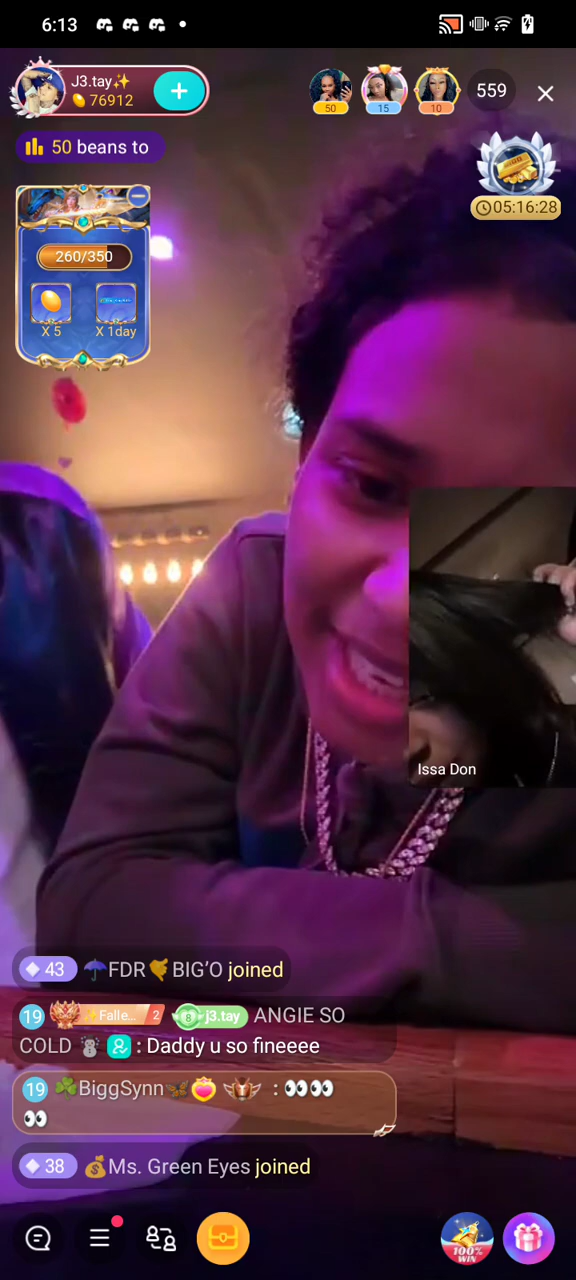 6:13
J3.tay✨
76912
50
15
10
559
50 beans to
05:16:28
260/350
X 5
X 1day
Issa Don
43 ☂FDR🤙BIG'O joined
19 ✨Falle... 2 8 j3.tay ANGIE SO
COLD ☃ : Daddy u so fineeee
19 ☘BiggSynn🦋 : 👀👀
👀
38 💰Ms. Green Eyes joined
100%
WIN